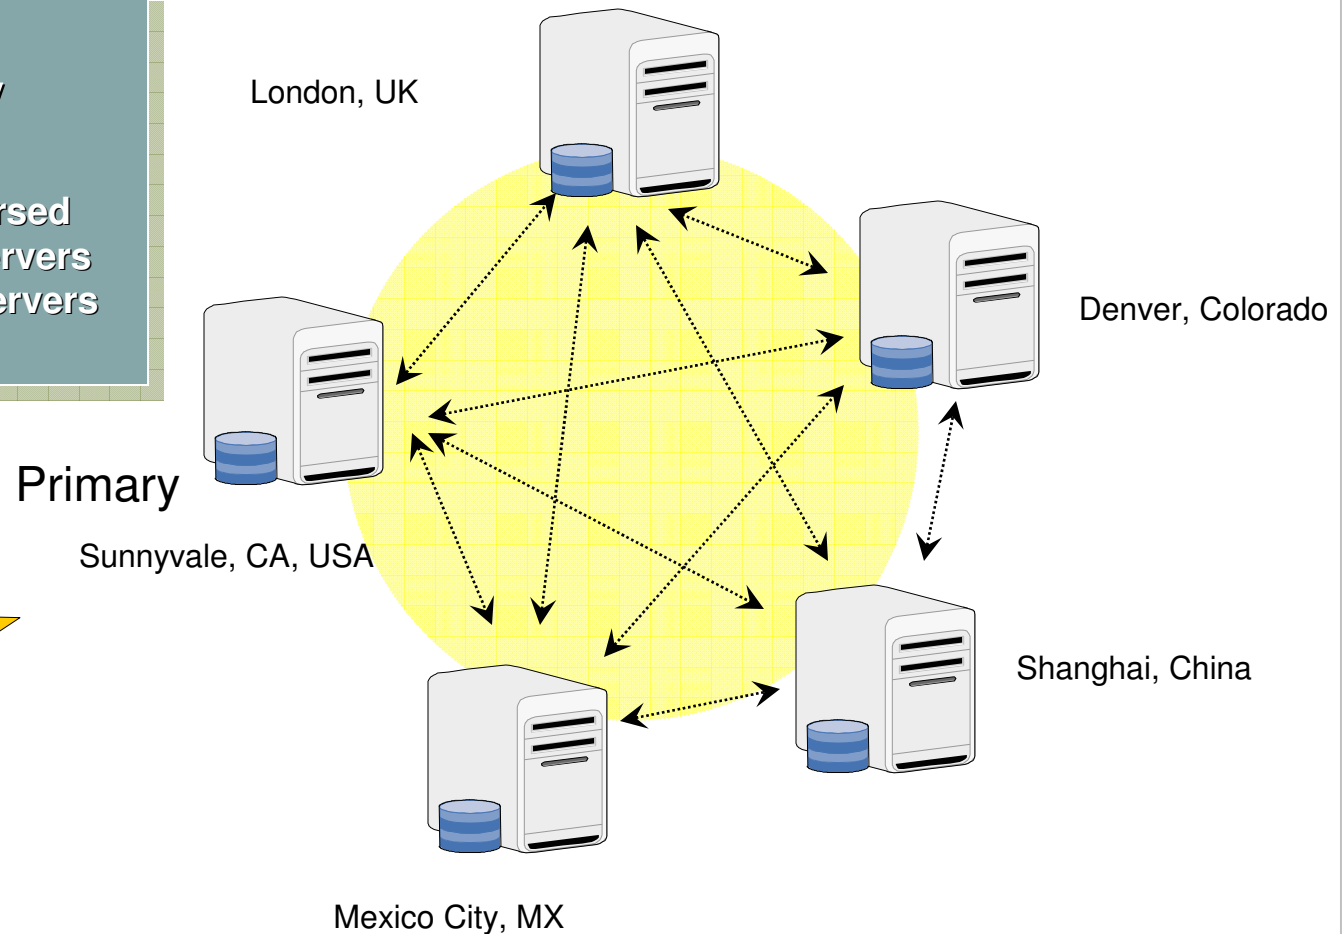 London, UK
Denver, Colorado
Primary
Sunnyvale, CA, USA
Shanghai, China
Mexico City, MX